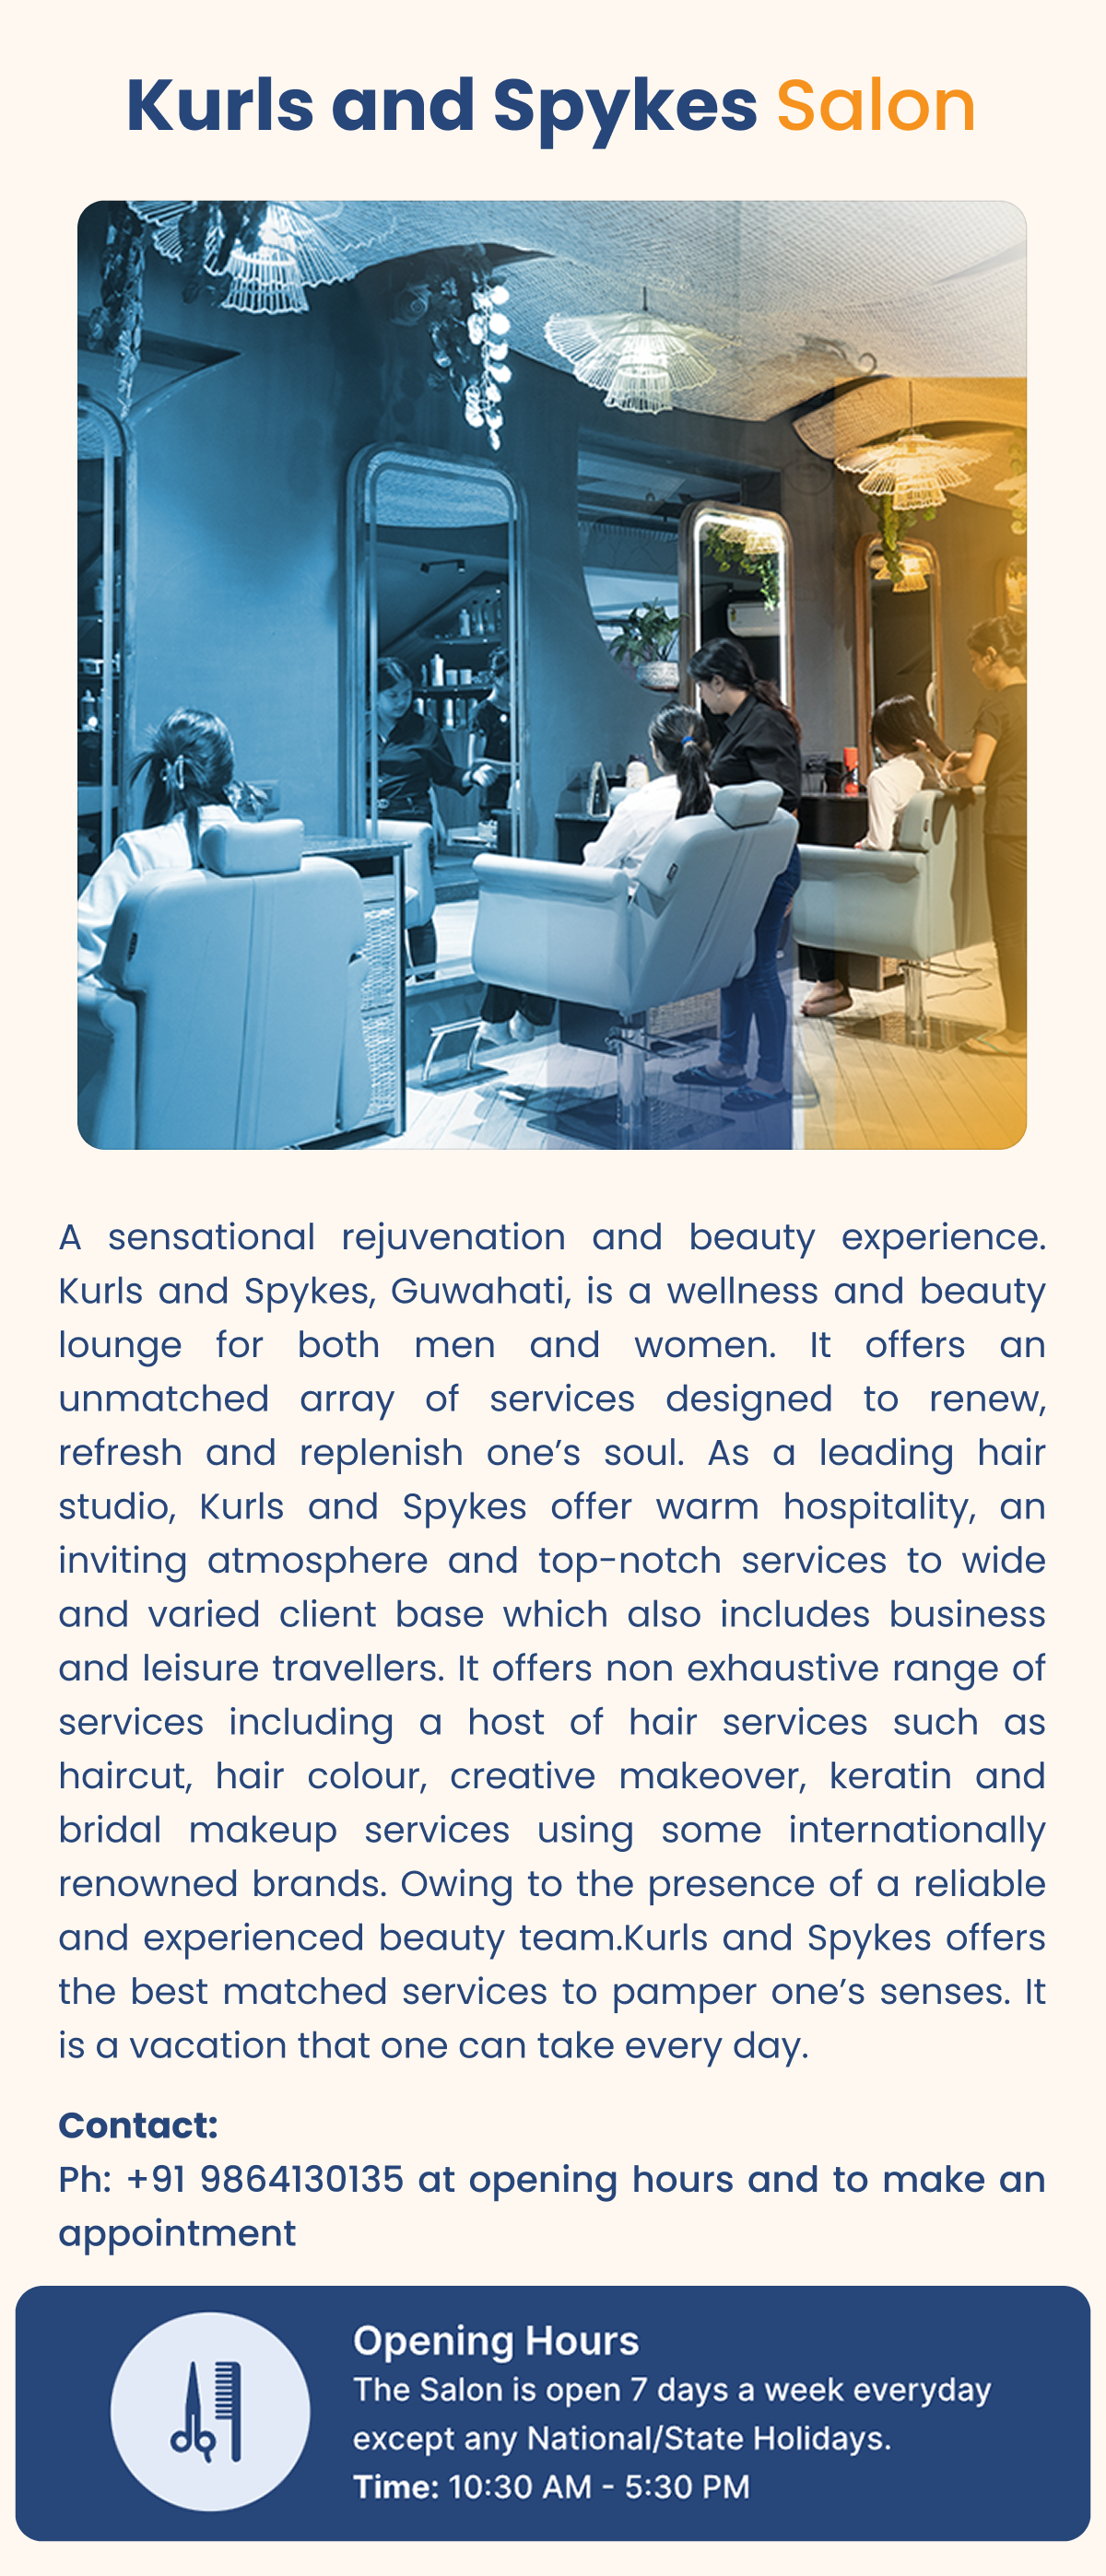 Kurls and Spykes Salon
A sensational rejuvenation and beauty experience.
Kurls and Spykes, Guwahati, is a wellness and beauty
lounge for both men and women. It offers an
unmatched array of services designed to renew,
refresh and replenish one’s soul. As a leading hair
studio, Kurls and Spykes offer warm hospitality, an
inviting atmosphere and top-notch services to wide
and varied client base which also includes business
and leisure travellers. It offers non exhaustive range of
services including a host of hair services such as
haircut, hair colour, creative makeover, keratin and
bridal makeup services using some internationally
renowned brands. Owing to the presence of a reliable
and experienced beauty team.Kurls and Spykes offers
the best matched services to pamper one’s senses. It
is a vacation that one can take every day.
Contact:
Ph: +91 9864130135 at opening hours and to make an
appointment
Opening Hours
The Salon is open 7 days a week everyday
except any National/State Holidays.
Time: 10:30 AM - 5:30 PM